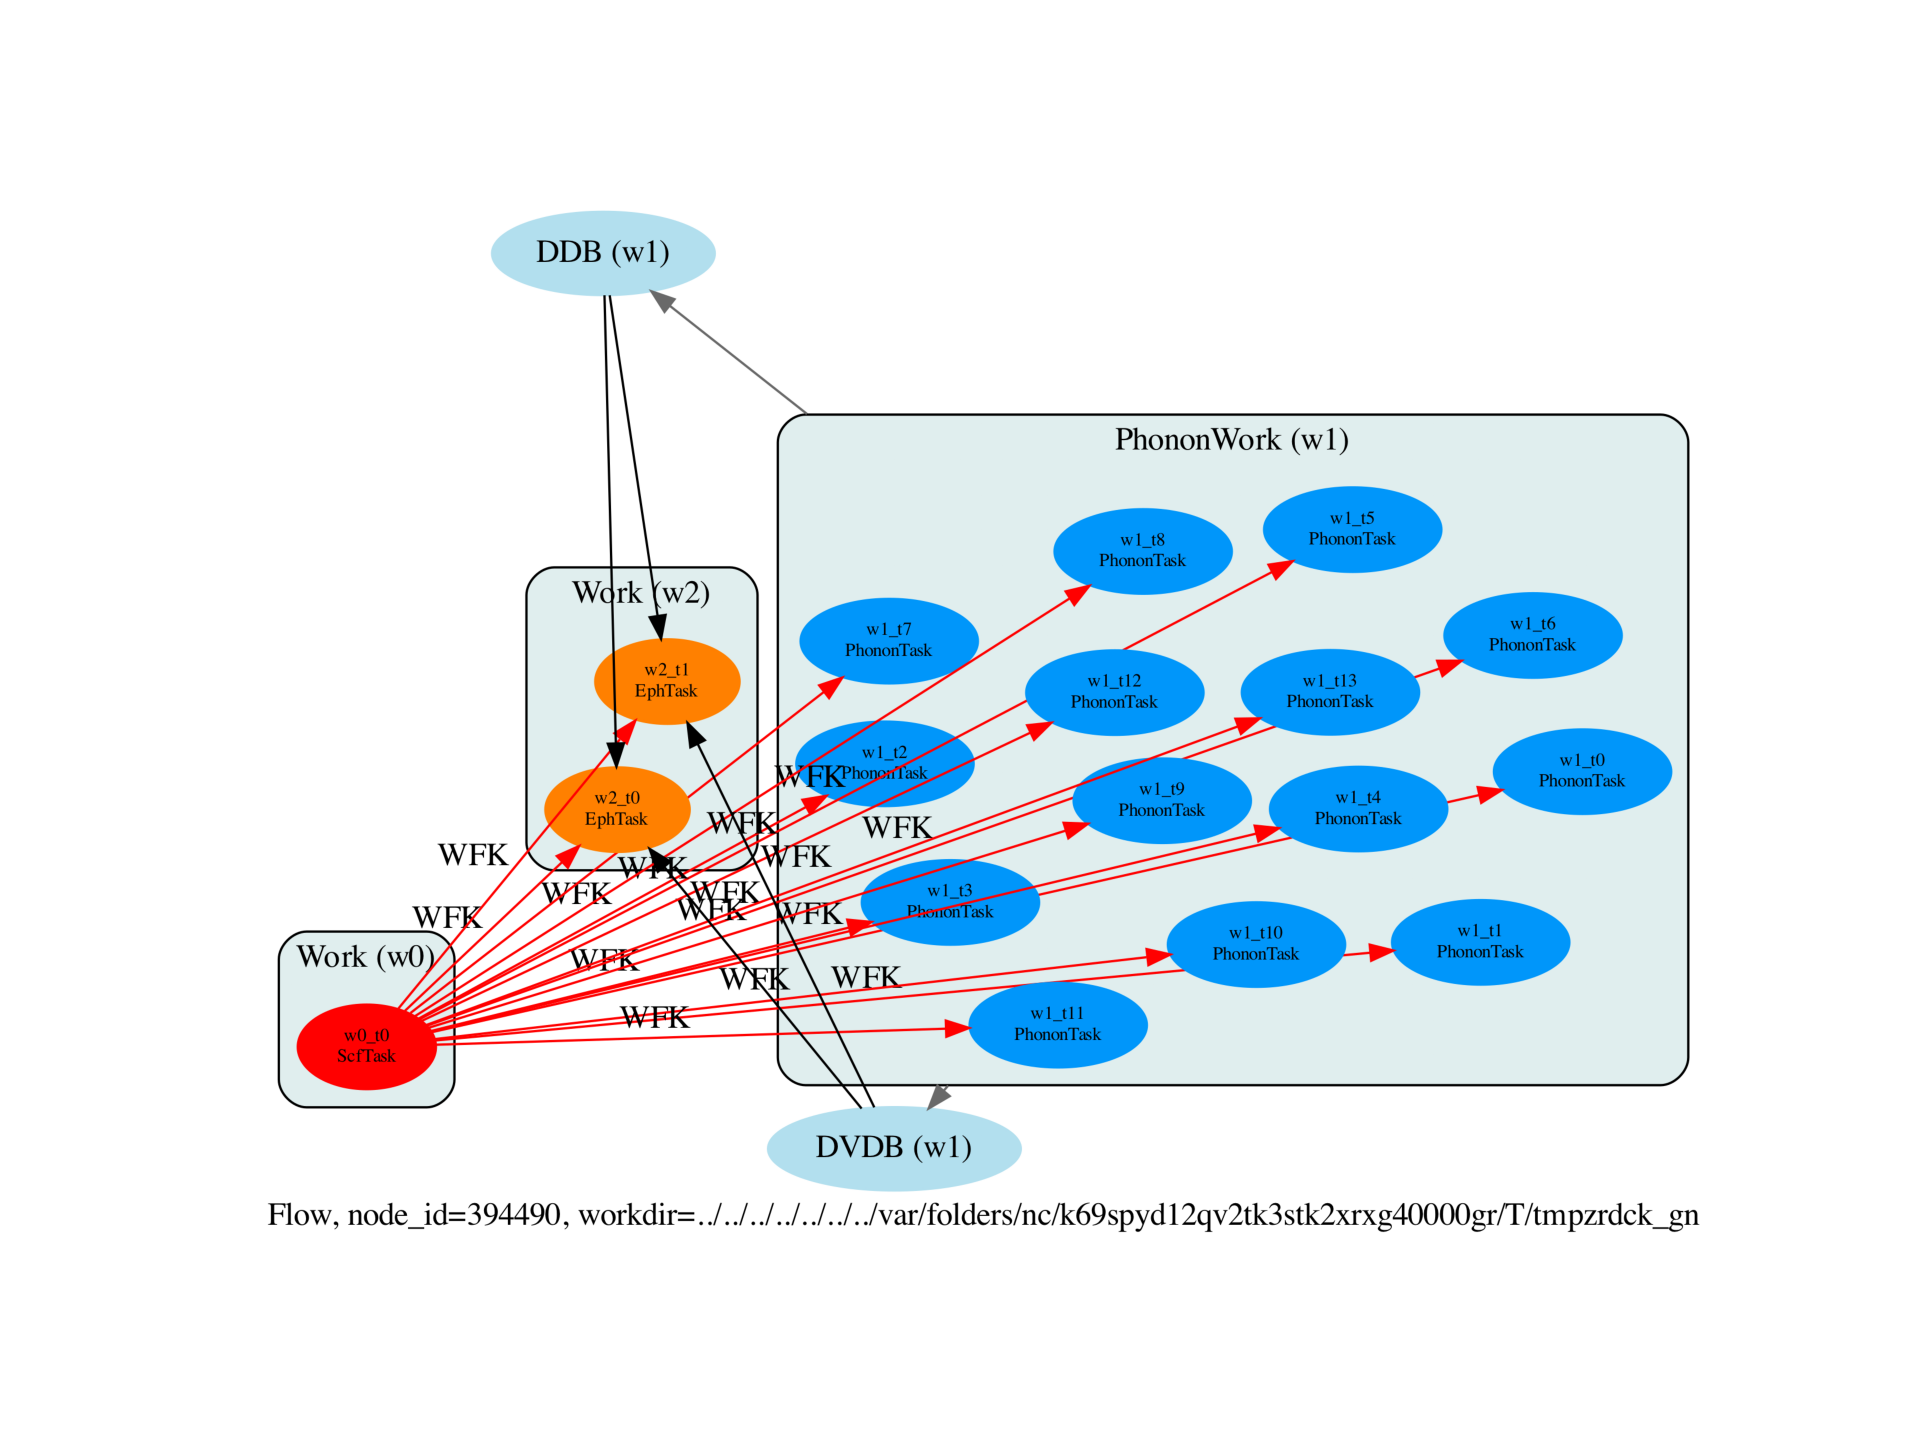 DDB (w1)
PhononWork (w1)
w1_t5
PhononTask
w1_t8
PhononTask
Work (w2)
w1_t7
PhononTask
w1_t6
PhononTask
w2_t1
EphTask
w1_t12
PhononTask
w1_t13
PhononTask
w1_t2
PhononTask
WFK
w1_t0
PhononTask
w2_t0
EphTask
w1_t9
PhononTask
w1_t4
PhononTask
WFK
WFK
WFK
WFK
WFK
WFK
WFK
w1_t3
PhononTask
WFK
WFK
WFK
WFK
Work (w0)
w1_t10
PhononTask
w1_t1
PhononTask
WFK
WFK
WFK
WFK
w1_t11
PhononTask
w0_t0
ScfTask
DVDB (w1)
Flow, node_id=394490, workdir=../../../../../../../var/folders/nc/k69spyd12qv2tk3stk2xrxg40000gr/T/tmpzrdck_gn